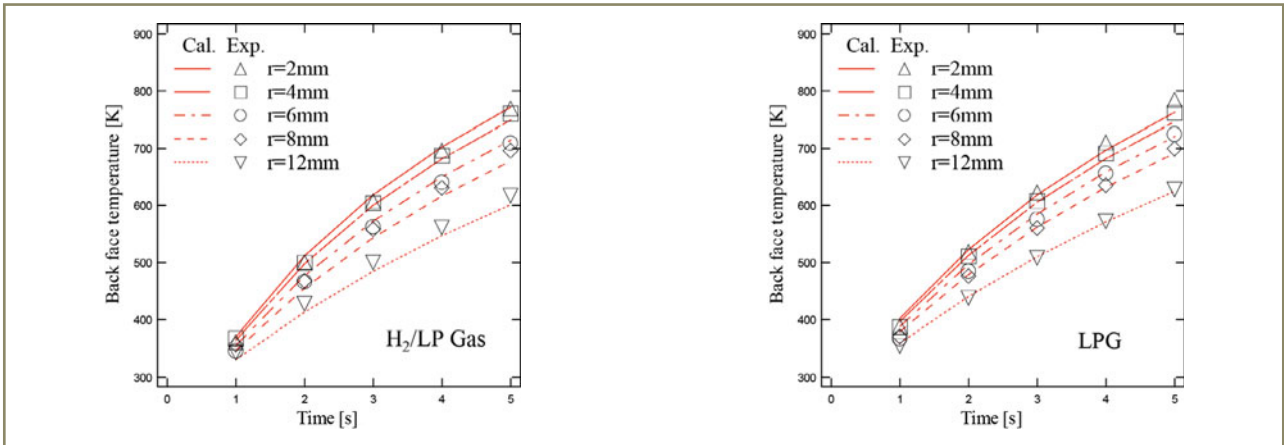 900
800
700
600
500
400
300
Back face temperature [K]
Cal. Exp.
r=2mm
r=4mm
r=6mm
r=8mm
r=12mm
H₂/LP Gas
0 1 2 3 4 5
Time [s]
900
800
700
600
500
400
300
Back face temperature [K]
Cal. Exp.
r=2mm
r=4mm
r=6mm
r=8mm
r=12mm
LPG
0 1 2 3 4 5
Time [s]